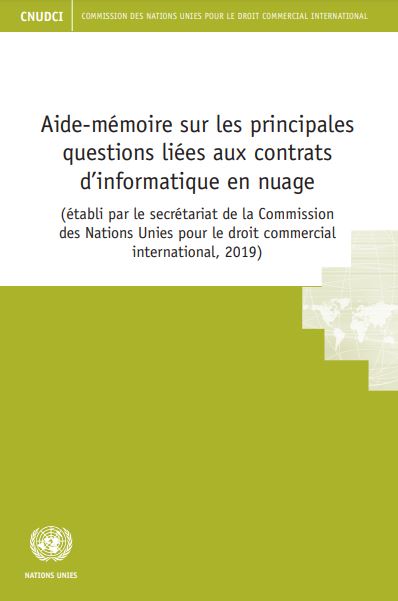 CNUDCI
COMMISSION DES NATIONS UNIES POUR LE DROIT COMMERCIAL INTERNATIONAL
Aide-mémoire sur les principales
questions liées aux contrats
d’informatique en nuage
(établi par le secrétariat de la Commission
des Nations Unies pour le droit commercial
international, 2019)
NATIONS UNIES